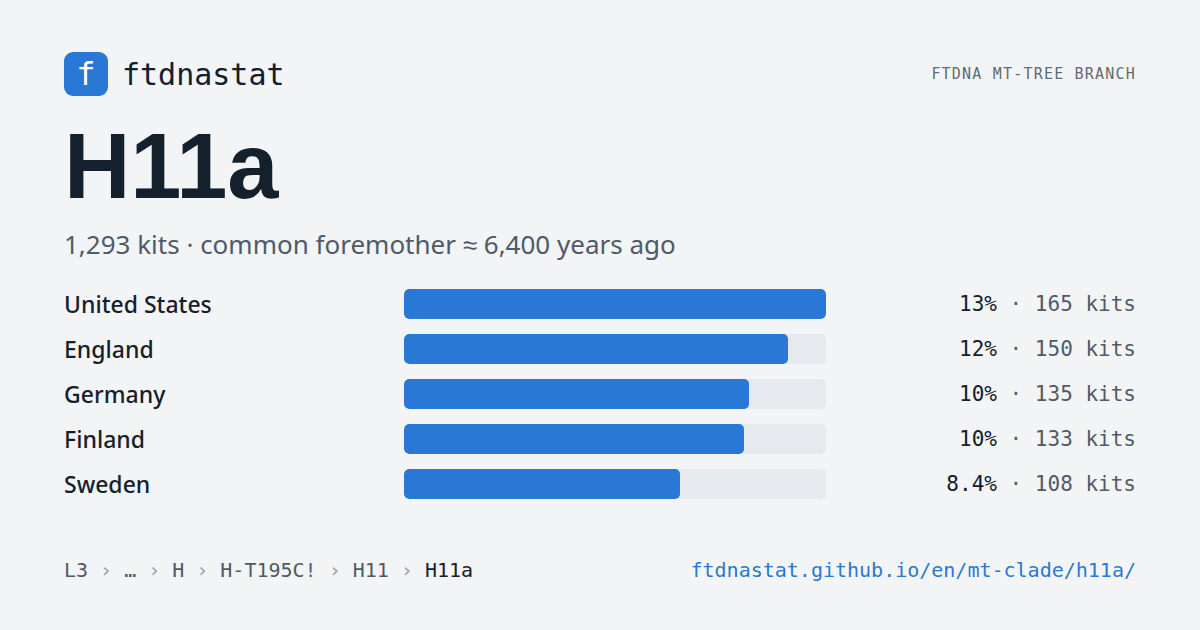 f ftdnastat
FTDNA MT-TREE BRANCH
H11a
1,293 kits · common foremother ≈ 6,400 years ago
United States 13% · 165 kits
England 12% · 150 kits
Germany 10% · 135 kits
Finland 10% · 133 kits
Sweden 8.4% · 108 kits
L3 › … › H › H-T195C! › H11 › H11a
ftdnastat.github.io/en/mt-clade/h11a/